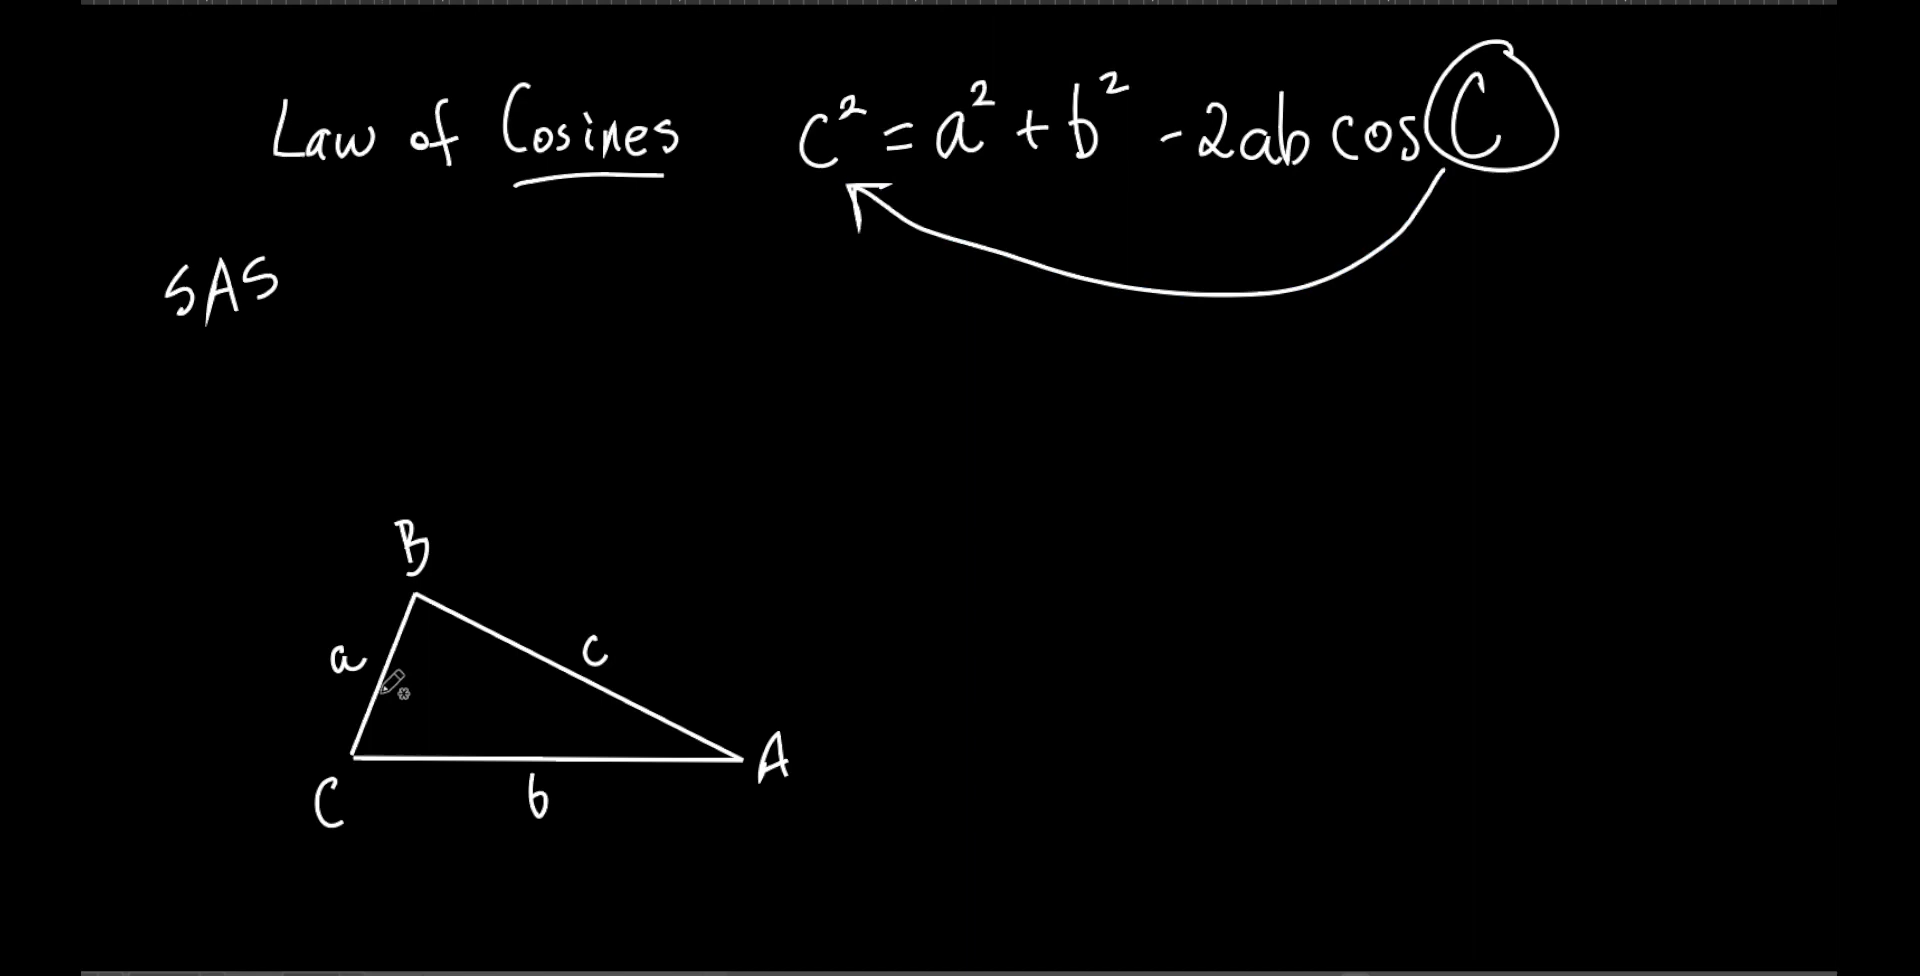 Law of Cosines c² = a² + b² - 2ab cos C
SAS
B
a c
C b A